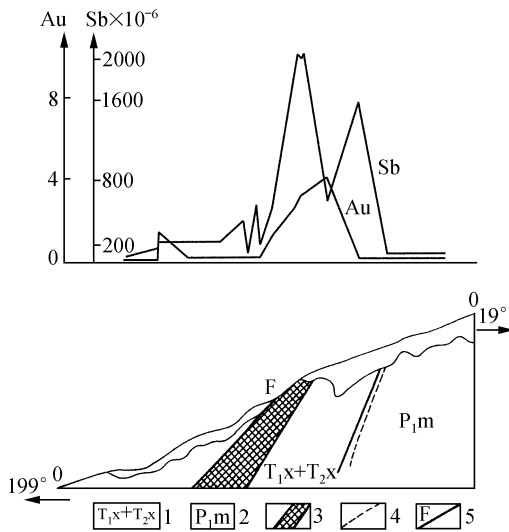 Au Sb×10⁻⁶
2000
8 1600
4 800
Sb
Au
200
0
0
19°
F
P₁m
T₁x+T₂x
0
199°
T₁x+T₂x 1 P₁m 2 3 4 F 5